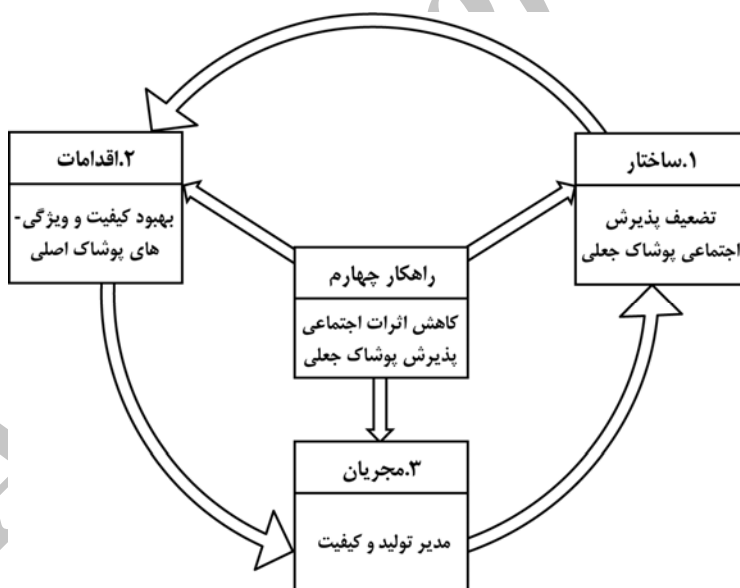 ۱.ساختار
تضعیف پذیرش
اجتماعی پوشاک جعلی
۲.اقدامات
بهبود کیفیت و ویژگی-
های پوشاک اصلی
راهکار چهارم
کاهش اثرات اجتماعی
پذیرش پوشاک جعلی
۳.مجریان
مدیر تولید و کیفیت